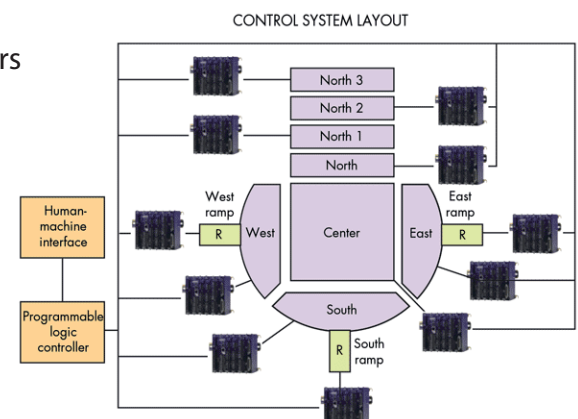 CONTROL SYSTEM LAYOUT
rs
North 3
North 2
North 1
North
West
ramp
R
West
Center
East
East
ramp
R
Human-
machine
interface
Programmable
logic
controller
South
R
South
ramp